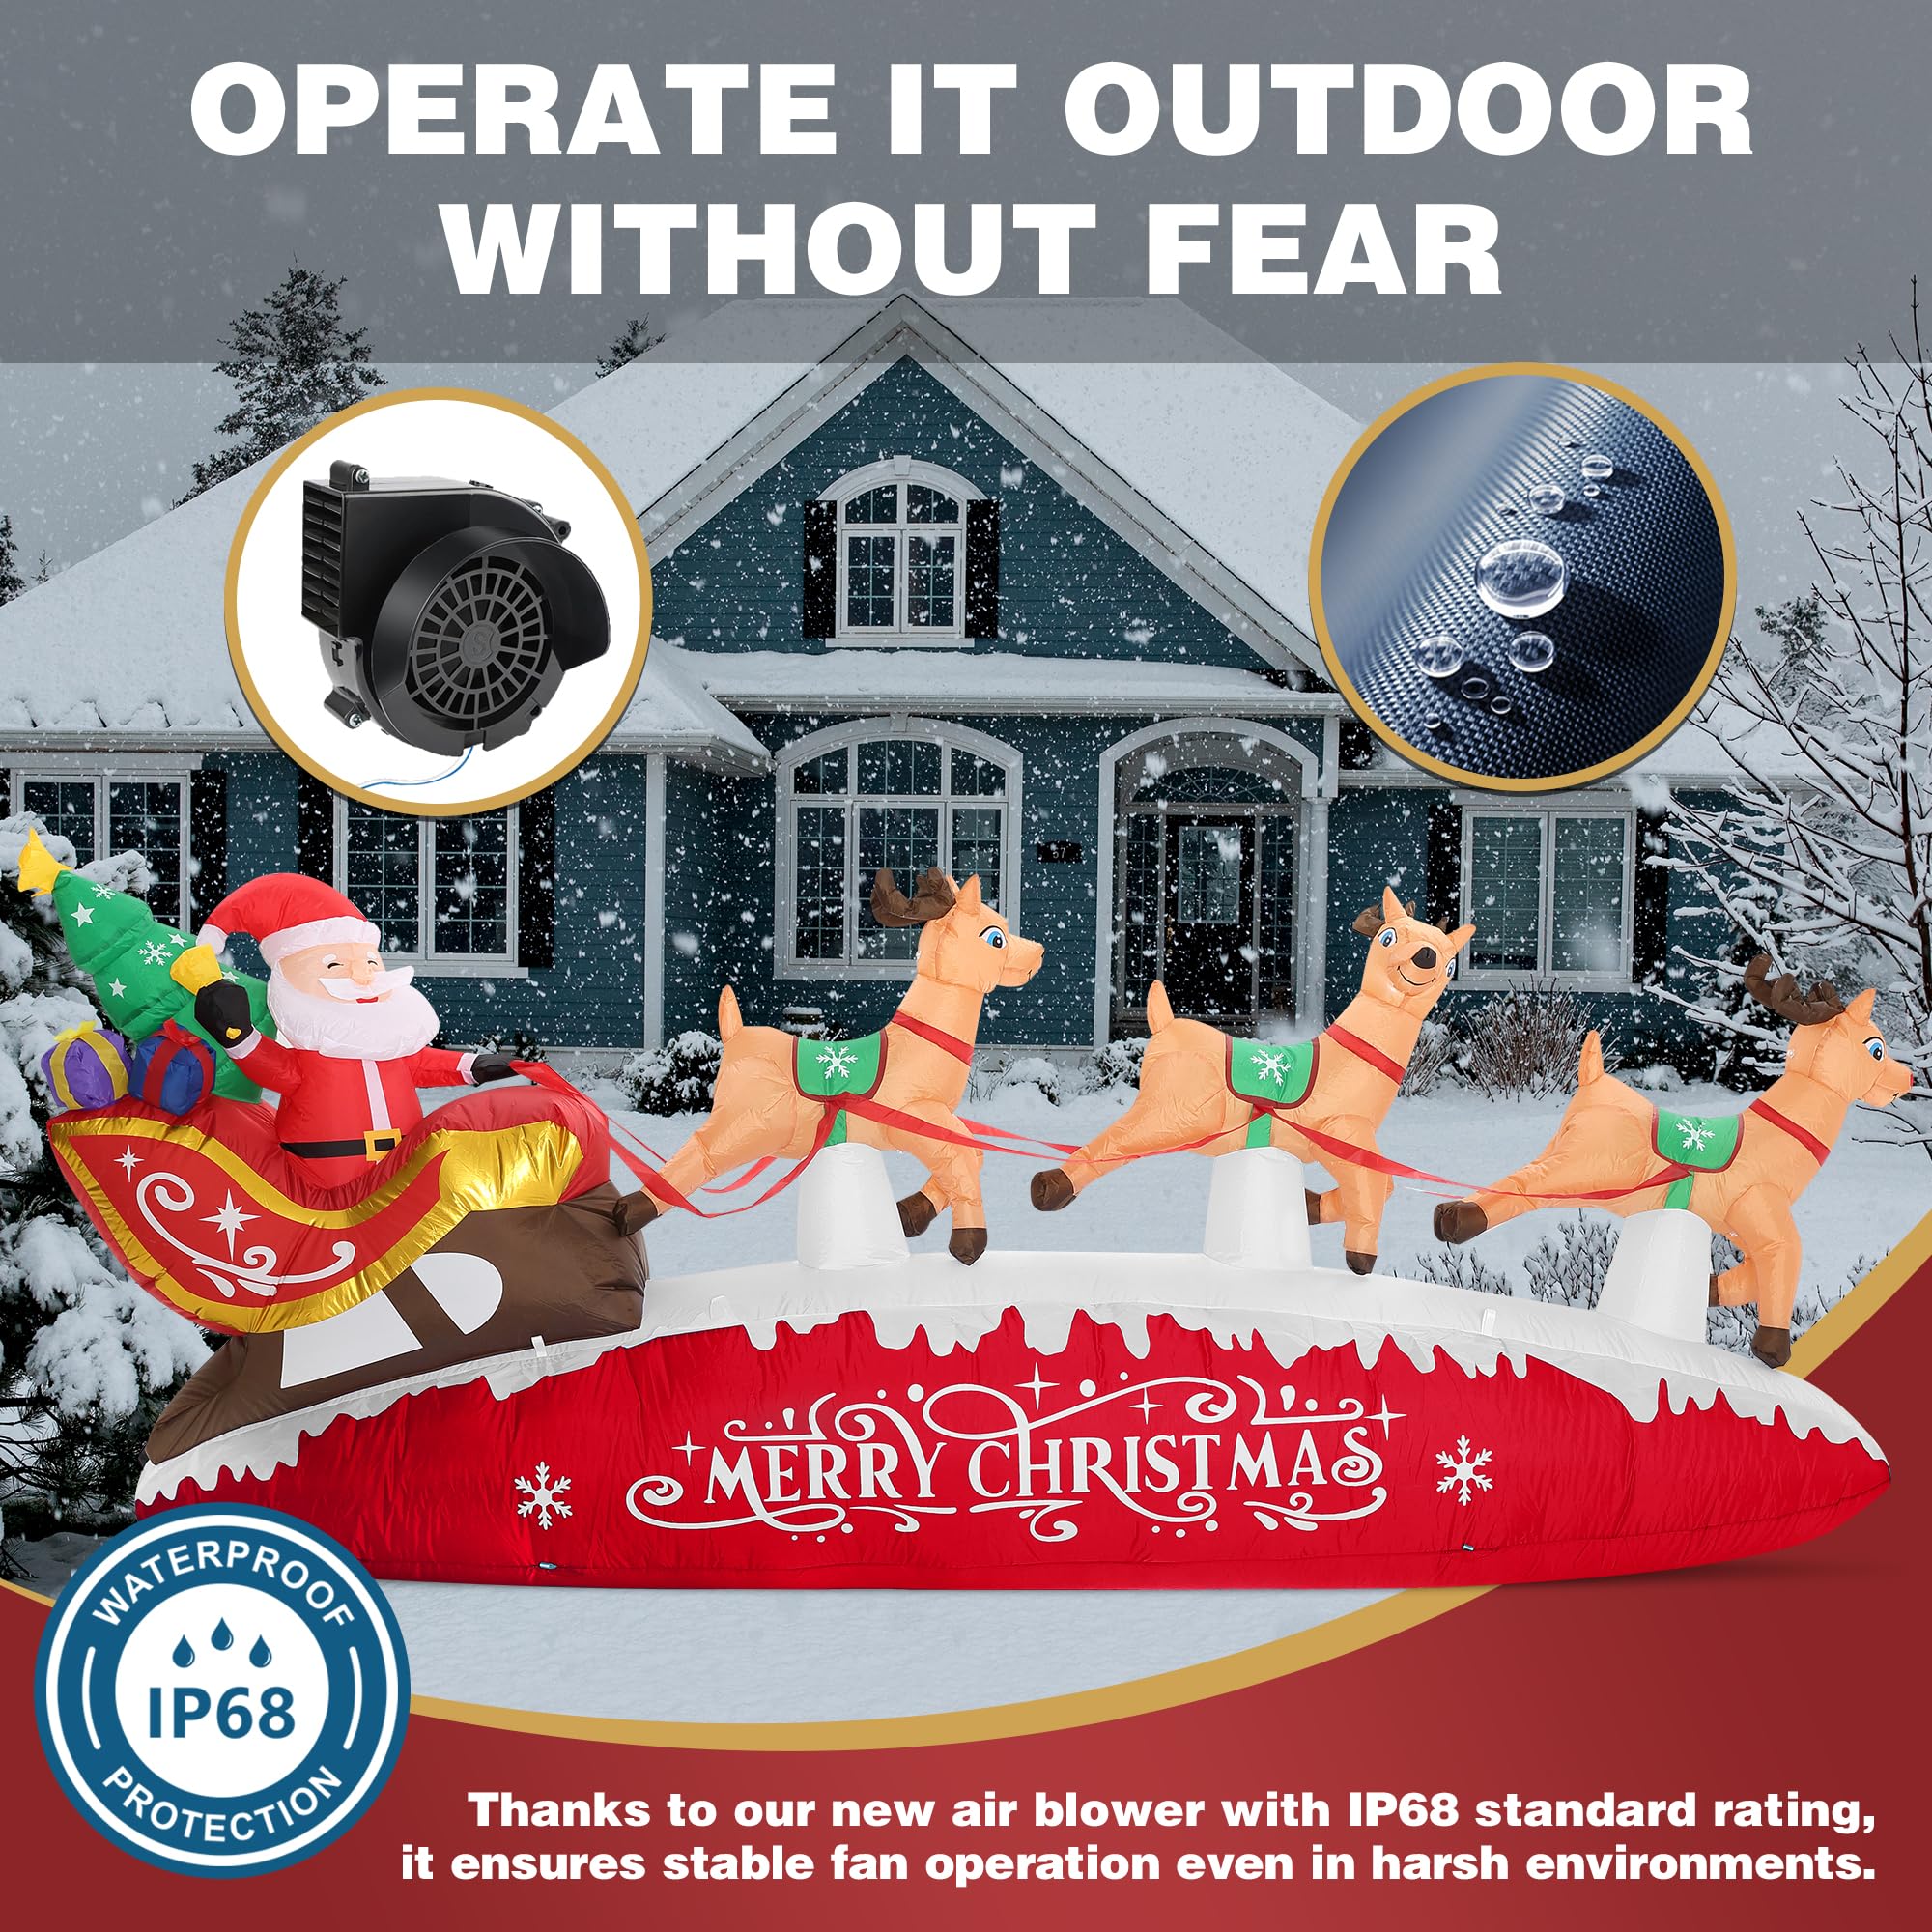 OPERATE IT OUTDOOR
WITHOUT FEAR
MERRY CHRISTMAS
WATERPROOF
IP68
PROTECTION
Thanks to our new air blower with IP68 standard rating,
it ensures stable fan operation even in harsh environments.